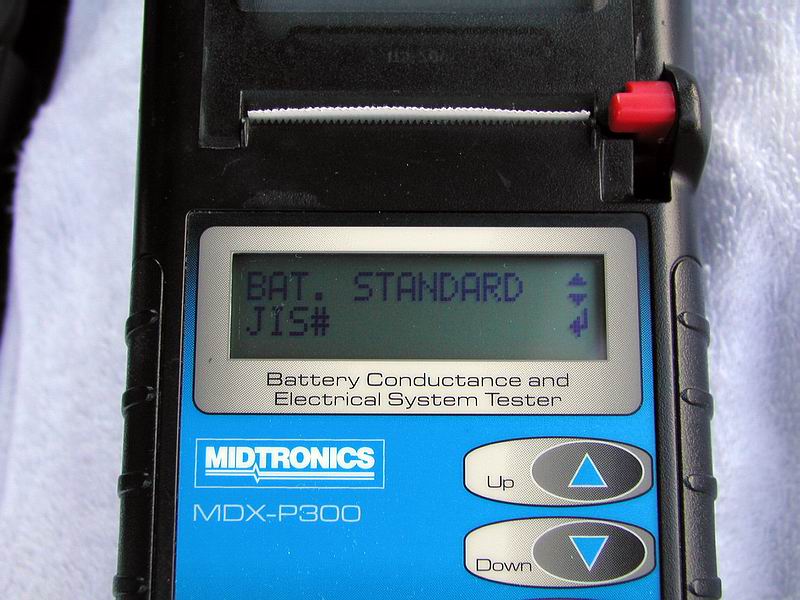 BAT. STANDARD
JIS#
Battery Conductance and
Electrical System Tester
MIDTRONICS
MDX-P300
Up
Down